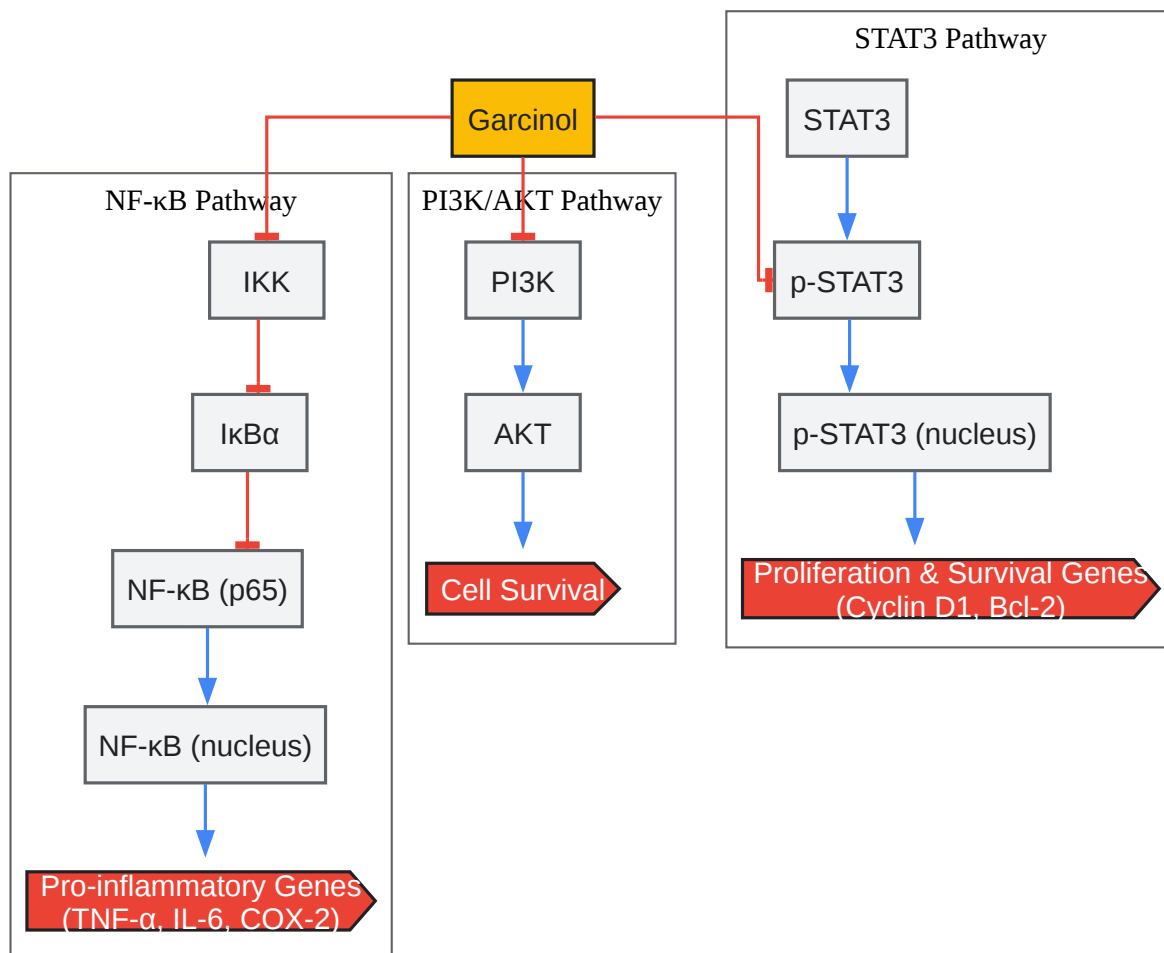 STAT3 Pathway
Garcinol
STAT3
NF-κB Pathway
PI3K/AKT Pathway
IKK
PI3K
p-STAT3
IκBα
AKT
p-STAT3 (nucleus)
NF-κB (p65)
Cell Survival
Proliferation & Survival Genes
(Cyclin D1, Bcl-2)
NF-κB (nucleus)
Pro-inflammatory Genes
(TNF-α, IL-6, COX-2)